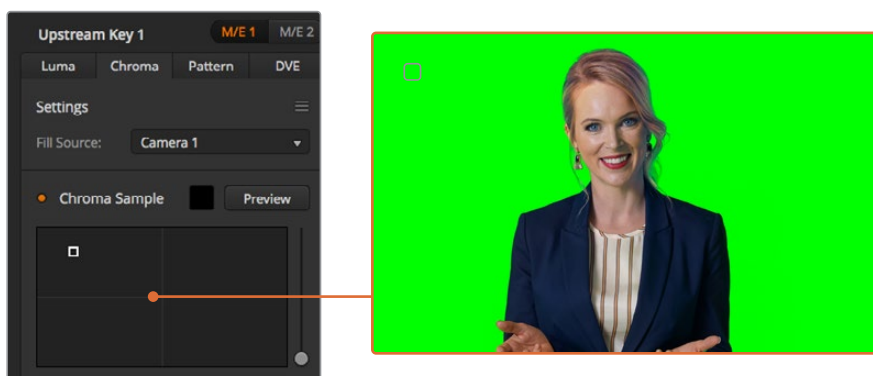 Upstream Key 1 M/E 1 M/E 2
Luma Chroma Pattern DVE
Settings
Fill Source: Camera 1
Chroma Sample Preview